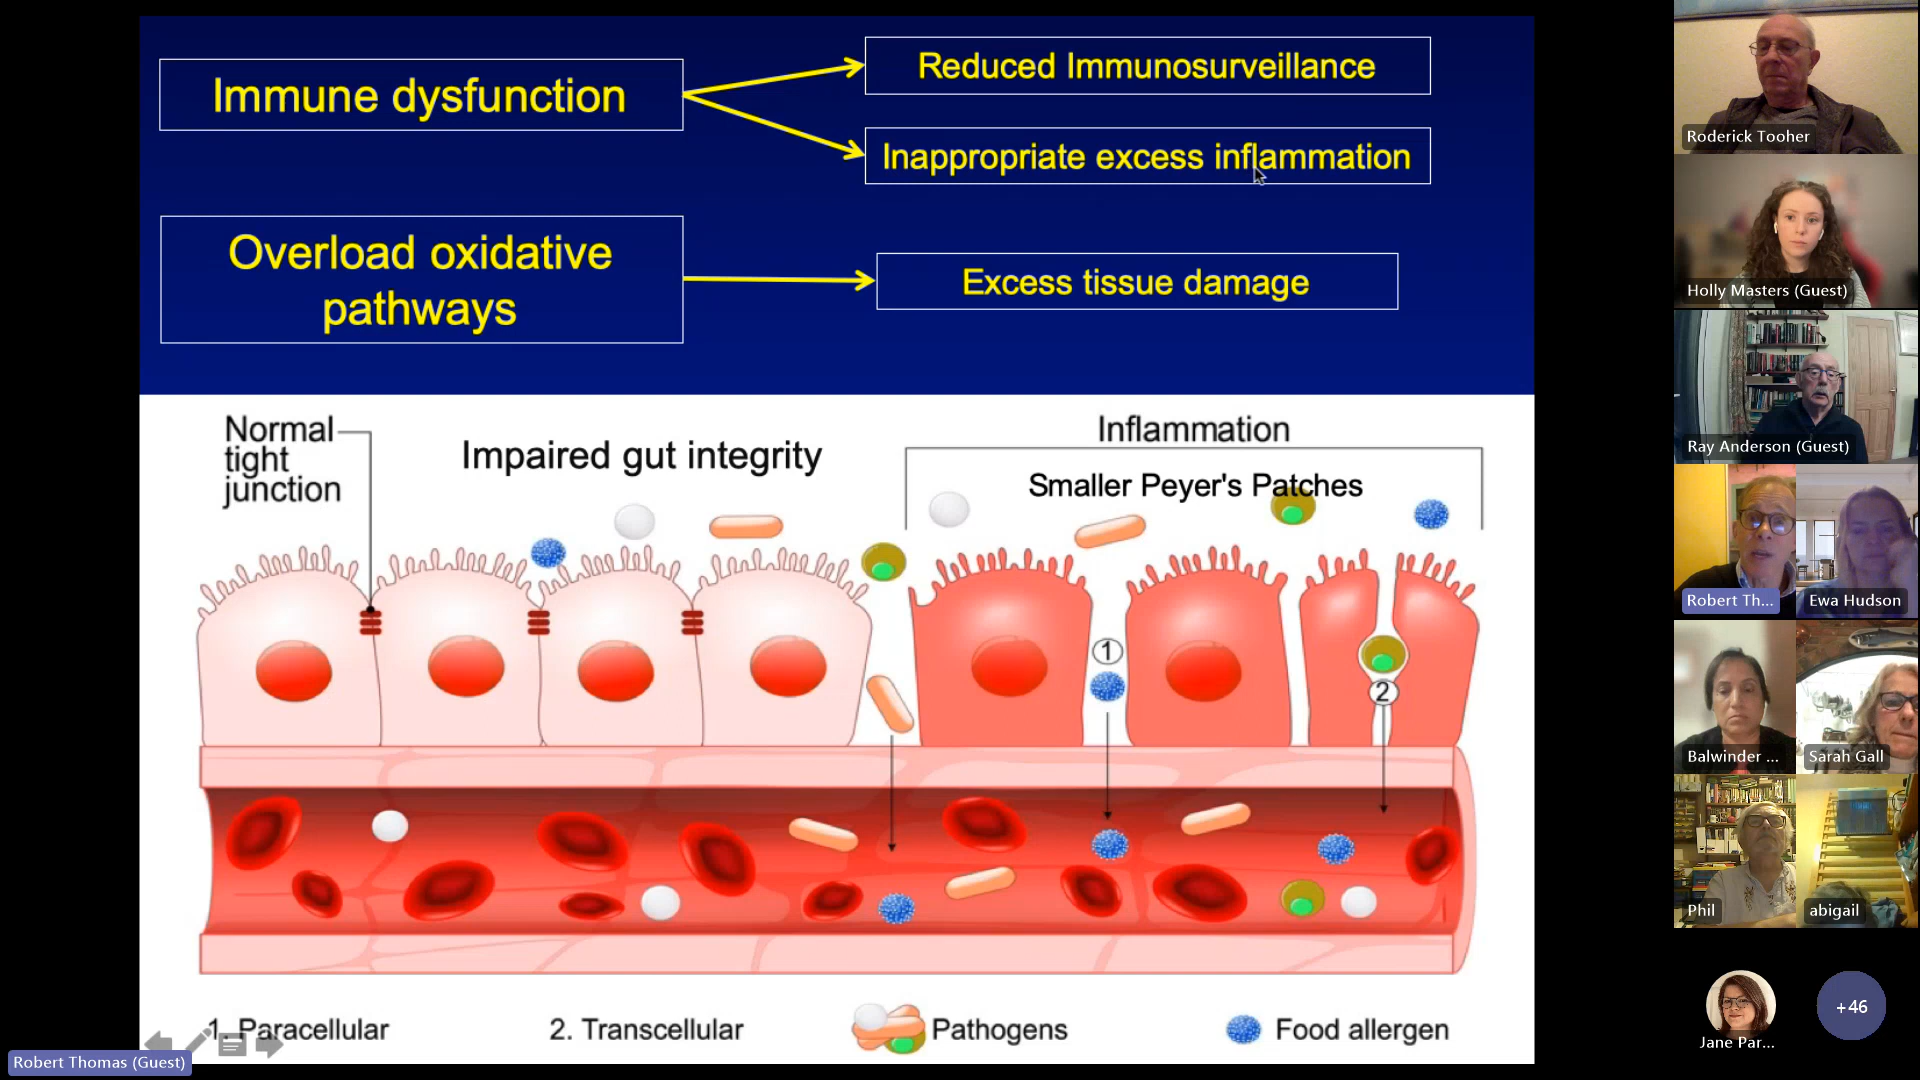 Immune dysfunction
Reduced Immunosurveillance
Inappropriate excess inflammation
Overload oxidative
pathways
Excess tissue damage
Normal
tight
junction
Impaired gut integrity
Inflammation
Smaller Peyer's Patches
1
2
1. Paracellular
2. Transcellular
Pathogens
Food allergen
Robert Thomas (Guest)
Roderick Tooher
Holly Masters (Guest)
Ray Anderson (Guest)
Robert Th...
Ewa Hudson
Balwinder ...
Sarah Gall
Phil
abigail
Jane Par...
+46